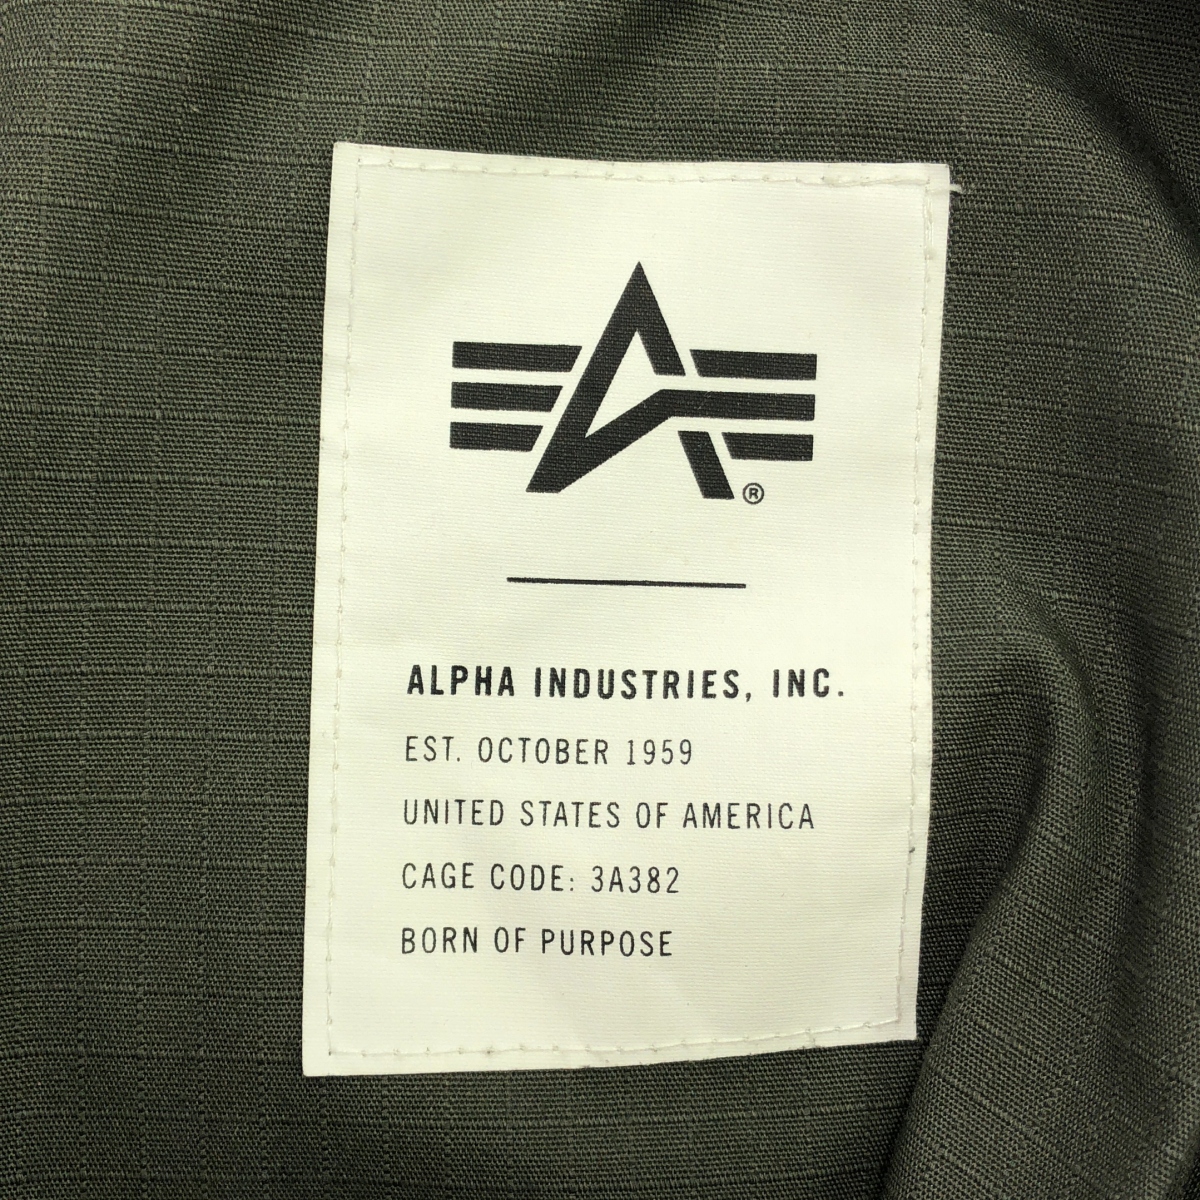 ®
ALPHA INDUSTRIES, INC.
EST. OCTOBER 1959
UNITED STATES OF AMERICA
CAGE CODE: 3A382
BORN OF PURPOSE